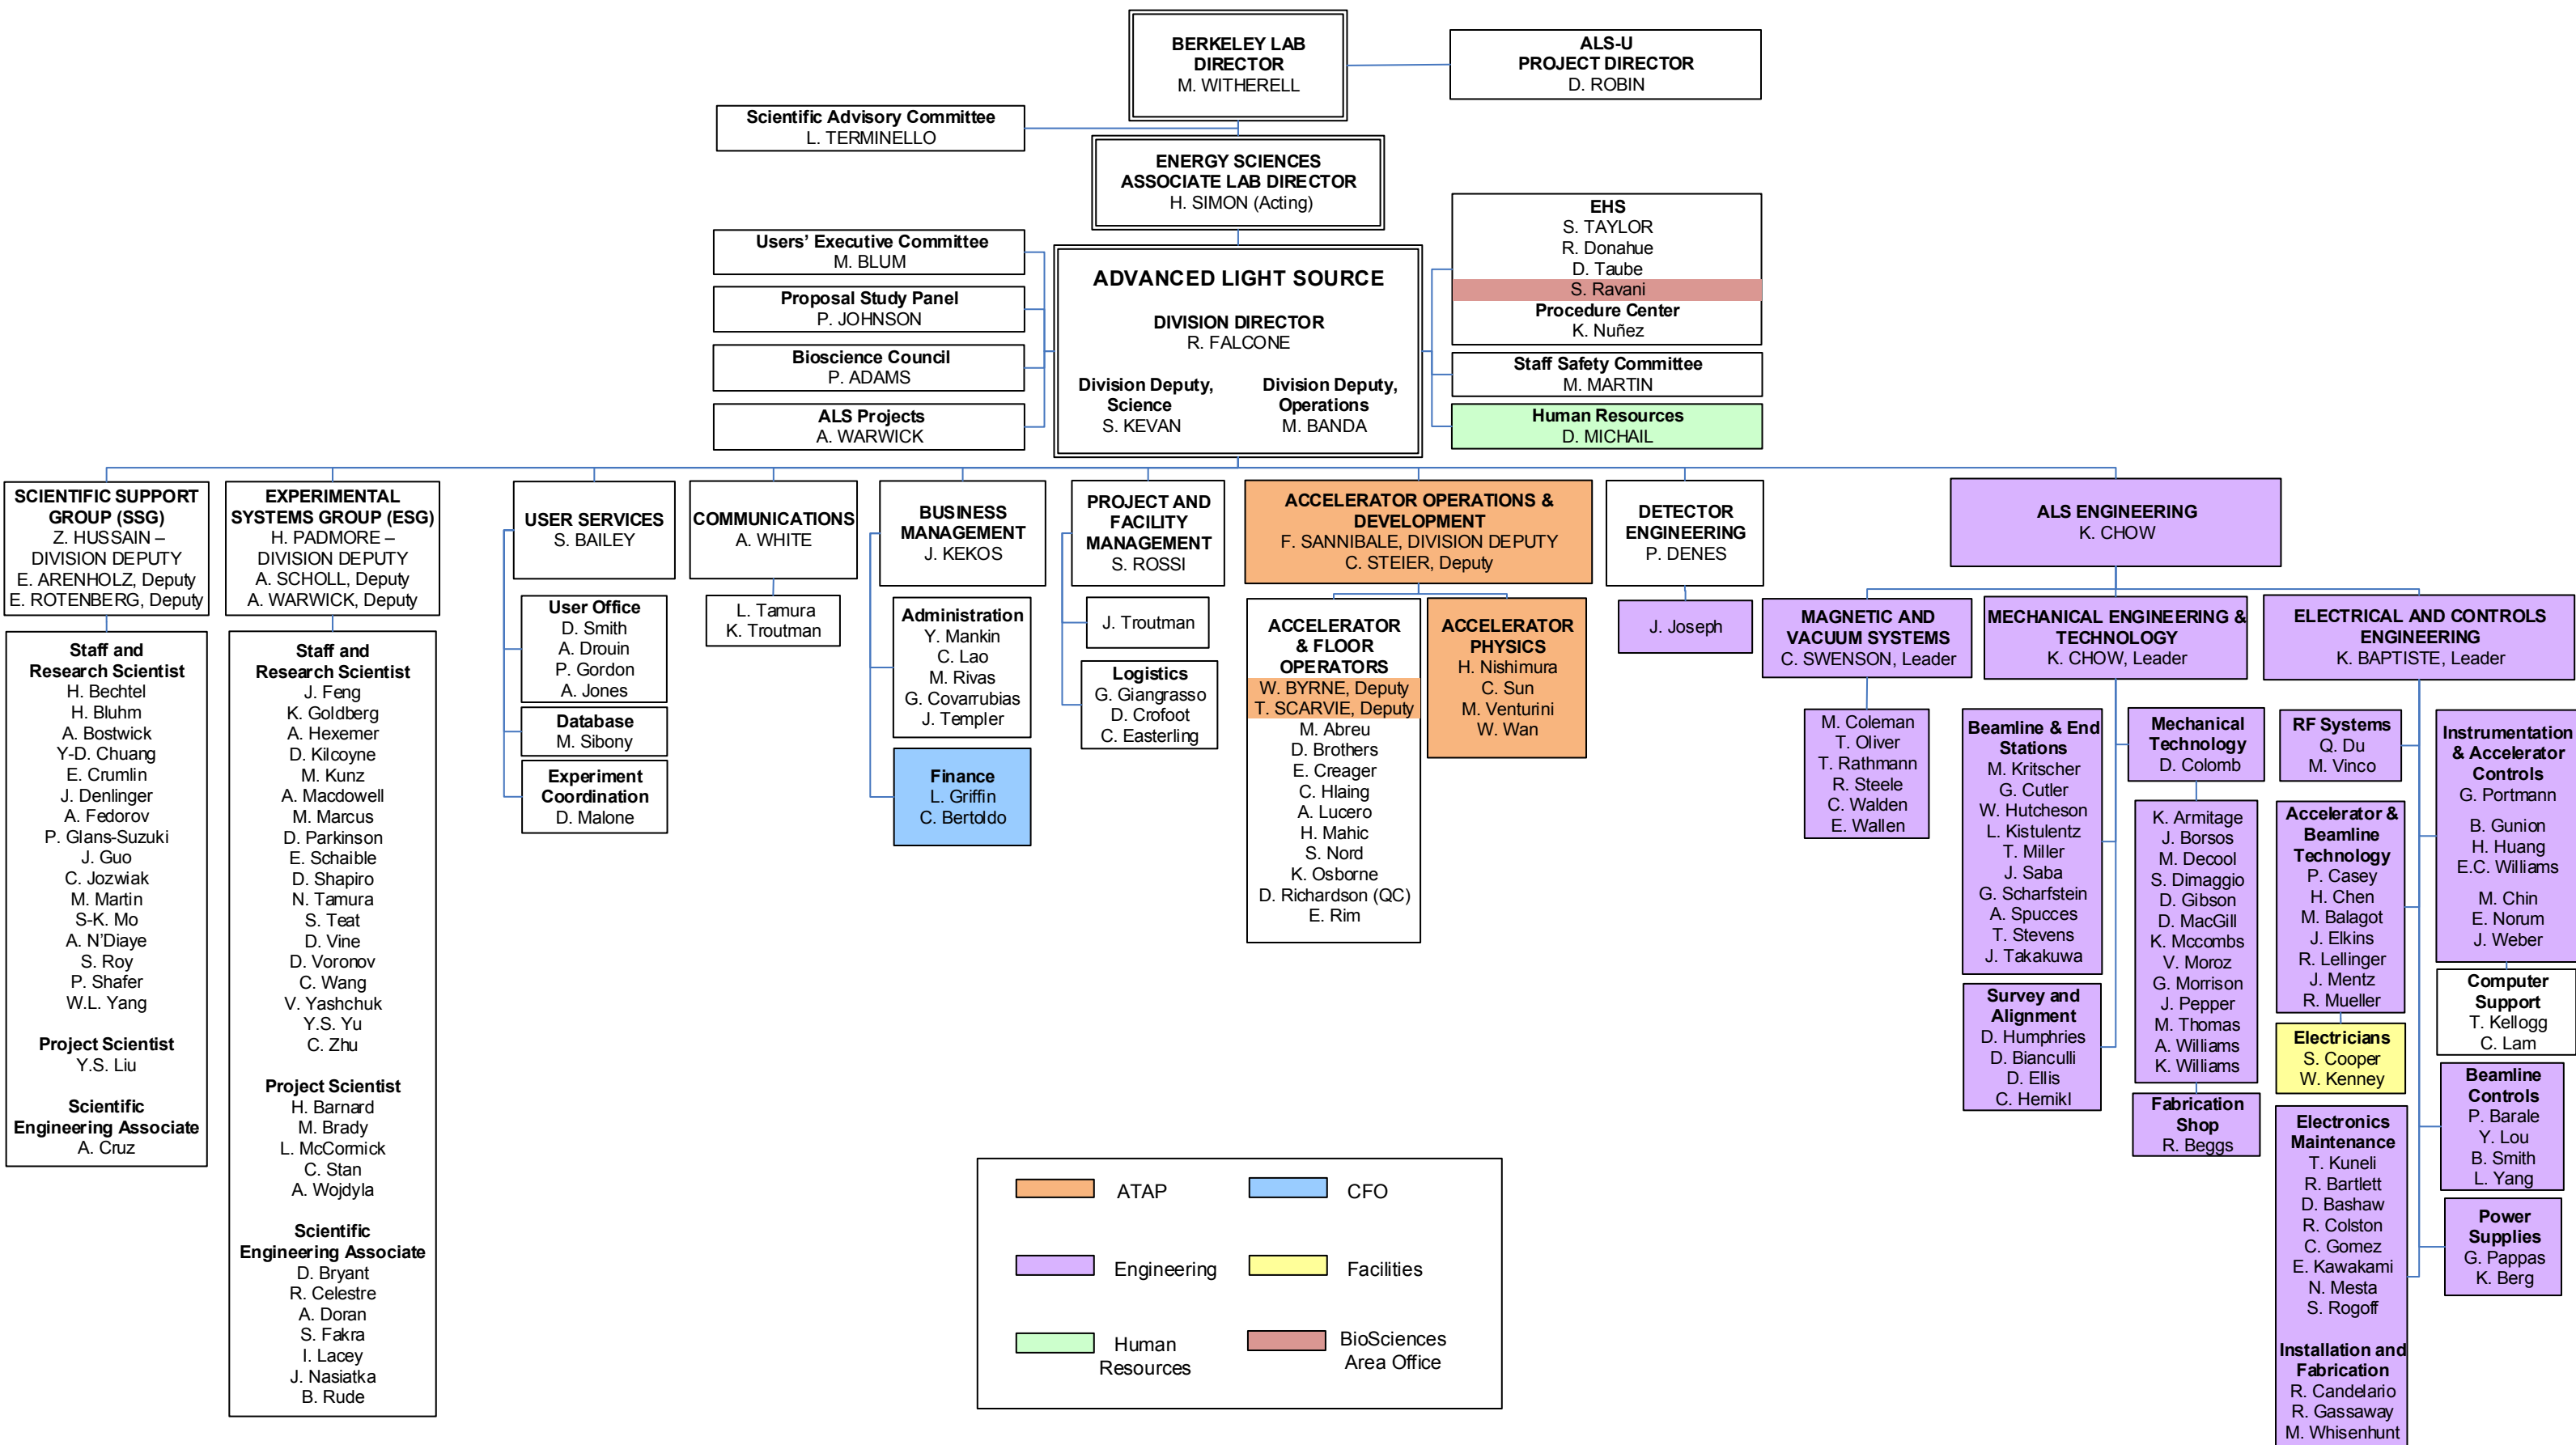 BERKELEY LAB
DIRECTOR
M. WITHERELL
ALS-U
PROJECT DIRECTOR
D. ROBIN
Scientific Advisory Committee
L. TERMINELLO
ENERGY SCIENCES
ASSOCIATE LAB DIRECTOR
H. SIMON (Acting)
Users' Executive Committee
M. BLUM
Proposal Study Panel
P. JOHNSON
Bioscience Council
P. ADAMS
ALS Projects
A. WARWICK
ADVANCED LIGHT SOURCE
DIVISION DIRECTOR
R. FALCONE
Division Deputy,
Science
S. KEVAN
Division Deputy,
Operations
M. BANDA
EHS
S. TAYLOR
R. Donahue
D. Taube
S. Ravani
Procedure Center
K. Nuñez
Staff Safety Committee
M. MARTIN
Human Resources
D. MICHAIL
SCIENTIFIC SUPPORT
GROUP (SSG)
Z. HUSSAIN –
DIVISION DEPUTY
E. ARENHOLZ, Deputy
E. ROTENBERG, Deputy
Staff and
Research Scientist
H. Bechtel
H. Bluhm
A. Bostwick
Y-D. Chuang
E. Crumlin
J. Denlinger
A. Fedorov
P. Glans-Suzuki
J. Guo
C. Jozwiak
M. Martin
S-K. Mo
A. N'Diaye
S. Roy
P. Shafer
W.L. Yang
Project Scientist
Y.S. Liu
Scientific
Engineering Associate
A. Cruz
EXPERIMENTAL
SYSTEMS GROUP (ESG)
H. PADMORE –
DIVISION DEPUTY
A. SCHOLL, Deputy
A. WARWICK, Deputy
Staff and
Research Scientist
J. Feng
K. Goldberg
A. Hexemer
D. Kilcoyne
M. Kunz
A. Macdowell
M. Marcus
D. Parkinson
E. Schaible
D. Shapiro
N. Tamura
S. Teat
D. Vine
D. Voronov
C. Wang
V. Yashchuk
Y.S. Yu
C. Zhu
Project Scientist
H. Barnard
M. Brady
L. McCormick
C. Stan
A. Wojdyla
Scientific
Engineering Associate
D. Bryant
R. Celestre
A. Doran
S. Fakra
I. Lacey
J. Nasiatka
B. Rude
USER SERVICES
S. BAILEY
User Office
D. Smith
A. Drouin
P. Gordon
A. Jones
Database
M. Sibony
Experiment
Coordination
D. Malone
COMMUNICATIONS
A. WHITE
L. Tamura
K. Troutman
BUSINESS
MANAGEMENT
J. KEKOS
Administration
Y. Mankin
C. Lao
M. Rivas
G. Covarrubias
J. Templer
Finance
L. Griffin
C. Bertoldo
PROJECT AND
FACILITY
MANAGEMENT
S. ROSSI
J. Troutman
Logistics
G. Giangrasso
D. Crofoot
C. Easterling
ACCELERATOR OPERATIONS &
DEVELOPMENT
F. SANNIBALE, DIVISION DEPUTY
C. STEIER, Deputy
ACCELERATOR
& FLOOR
OPERATORS
W. BYRNE, Deputy
T. SCARVIE, Deputy
M. Abreu
D. Brothers
E. Creager
C. Hlaing
A. Lucero
H. Mahic
S. Nord
K. Osborne
D. Richardson (QC)
E. Rim
ACCELERATOR
PHYSICS
H. Nishimura
C. Sun
M. Venturini
W. Wan
DETECTOR
ENGINEERING
P. DENES
J. Joseph
ALS ENGINEERING
K. CHOW
MAGNETIC AND
VACUUM SYSTEMS
C. SWENSON, Leader
M. Coleman
T. Oliver
T. Rathmann
R. Steele
C. Walden
E. Wallen
MECHANICAL ENGINEERING &
TECHNOLOGY
K. CHOW, Leader
Beamline & End
Stations
M. Kritscher
G. Cutler
W. Hutcheson
L. Kistulentz
T. Miller
J. Saba
G. Scharfstein
A. Spucces
T. Stevens
J. Takakuwa
Survey and
Alignment
D. Humphries
D. Bianculli
D. Ellis
C. Hernikl
Mechanical
Technology
D. Colomb
K. Armitage
J. Borsos
M. Decool
S. Dimaggio
D. Gibson
D. MacGill
K. Mccombs
V. Moroz
G. Morrison
J. Pepper
M. Thomas
A. Williams
K. Williams
Fabrication
Shop
R. Beggs
ELECTRICAL AND CONTROLS
ENGINEERING
K. BAPTISTE, Leader
RF Systems
Q. Du
M. Vinco
Accelerator &
Beamline
Technology
P. Casey
H. Chen
M. Balagot
J. Elkins
R. Lellinger
J. Mentz
R. Mueller
Electricians
S. Cooper
W. Kenney
Electronics
Maintenance
T. Kuneli
R. Bartlett
D. Bashaw
R. Colston
C. Gomez
E. Kawakami
N. Mesta
S. Rogoff
Installation and
Fabrication
R. Candelario
R. Gassaway
M. Whisenhunt
Instrumentation
& Accelerator
Controls
G. Portmann
B. Gunion
H. Huang
E.C. Williams
M. Chin
E. Norum
J. Weber
Computer
Support
T. Kellogg
C. Lam
Beamline
Controls
P. Barale
Y. Lou
B. Smith
L. Yang
Power
Supplies
G. Pappas
K. Berg
ATAP
CFO
Engineering
Facilities
Human
Resources
BioSciences
Area Office